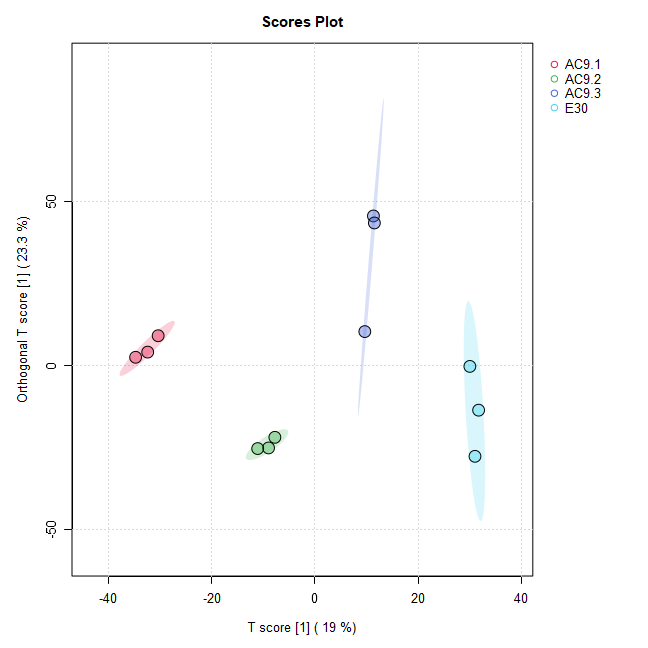 Scores Plot
AC9.1
AC9.2
AC9.3
E30
Orthogonal T score [1] ( 23.3 %)
50
0
-50
-40 -20 0 20 40
T score [1] ( 19 %)